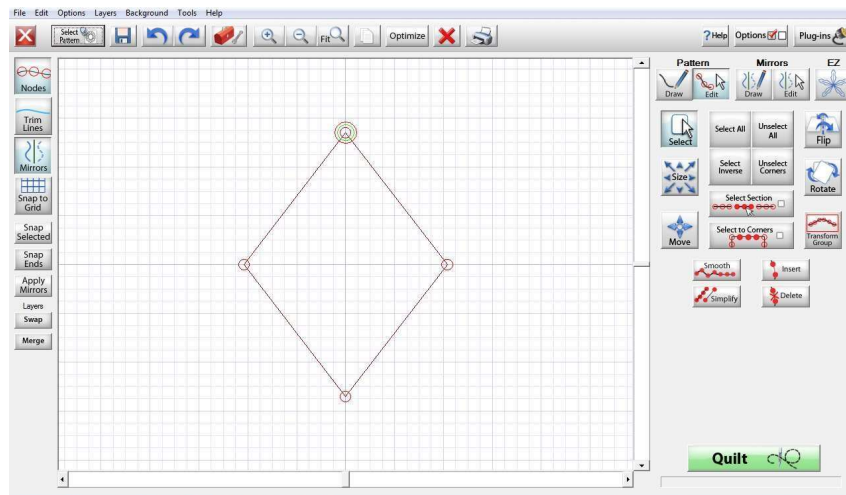 File Edit Options Layers Background Tools Help
Select Pattern
Fit
Optimize
? Help
Options
Plug-ins
Nodes
Trim Lines
Mirrors
Snap to Grid
Snap Selected
Snap Ends
Apply Mirrors
Layers
Swap
Merge
Pattern Mirrors EZ
Draw Edit Draw Edit
Select
Select All
Unselect All
Flip
Size
Select Inverse
Unselect Corners
Rotate
Select Section
Move
Select to Corners
Transform Group
Smooth
Insert
Simplify
Delete
Quilt